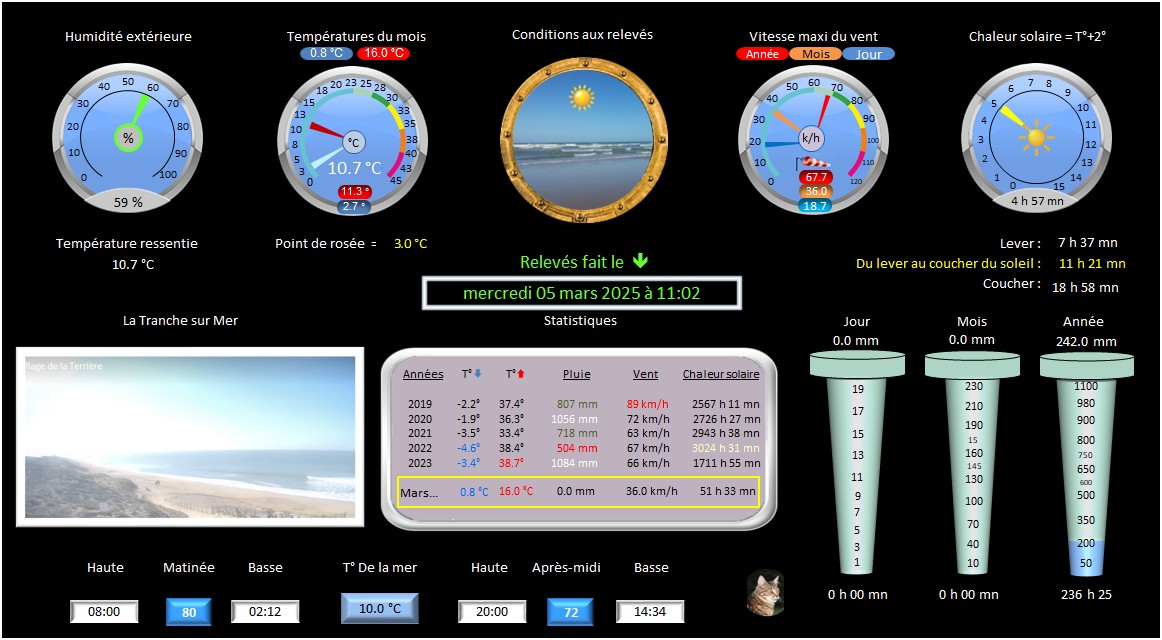 Humidité extérieure
0 10 20 30 40 50 60 70 80 90 100
%
59 %
Températures du mois
0.8 °C 16.0 °C
0 3 5 8 10 13 15 18 20 23 25 28 30 33 35 38 40 43 45
°C
10.7 °C
11.3 °
2.7 °
Conditions aux relevés
Vitesse maxi du vent
Année Mois Jour
0 10 20 30 40 50 60 70 80 90 100 110 120
k/h
67.7
36.0
18.7
Chaleur solaire = T°+2°
0 1 2 3 4 5 6 7 8 9 10 11 12 13 14 15
4 h 57 mn
Température ressentie
10.7 °C
Point de rosée = 3.0 °C
Relevés fait le
mercredi 05 mars 2025 à 11:02
Lever : 7 h 37 mn
Du lever au coucher du soleil : 11 h 21 mn
Coucher : 18 h 58 mn
La Tranche sur Mer
Plage de la Terrière
Statistiques
Années T° T° Pluie Vent Chaleur solaire
2019 -2.2° 37.4° 807 mm 89 km/h 2567 h 11 mn
2020 -1.9° 36.3° 1056 mm 72 km/h 2726 h 27 mn
2021 -3.5° 33.4° 718 mm 63 km/h 2943 h 38 mn
2022 -4.6° 38.4° 504 mm 67 km/h 3024 h 31 mn
2023 -3.4° 38.7° 1084 mm 66 km/h 1711 h 55 mn
Mars... 0.8 °C 16.0 °C 0.0 mm 36.0 km/h 51 h 33 mn
Jour
0.0 mm
19
17
15
13
11
9
7
5
3
1
0 h 00 mn
Mois
0.0 mm
230
210
190
15
160
145
130
100
70
40
10
0 h 00 mn
Année
242.0 mm
1100
980
900
800
750
650
600
500
350
200
50
236 h 25
Haute Matinée Basse T° De la mer Haute Après-midi Basse
08:00 80 02:12 10.0 °C 20:00 72 14:34